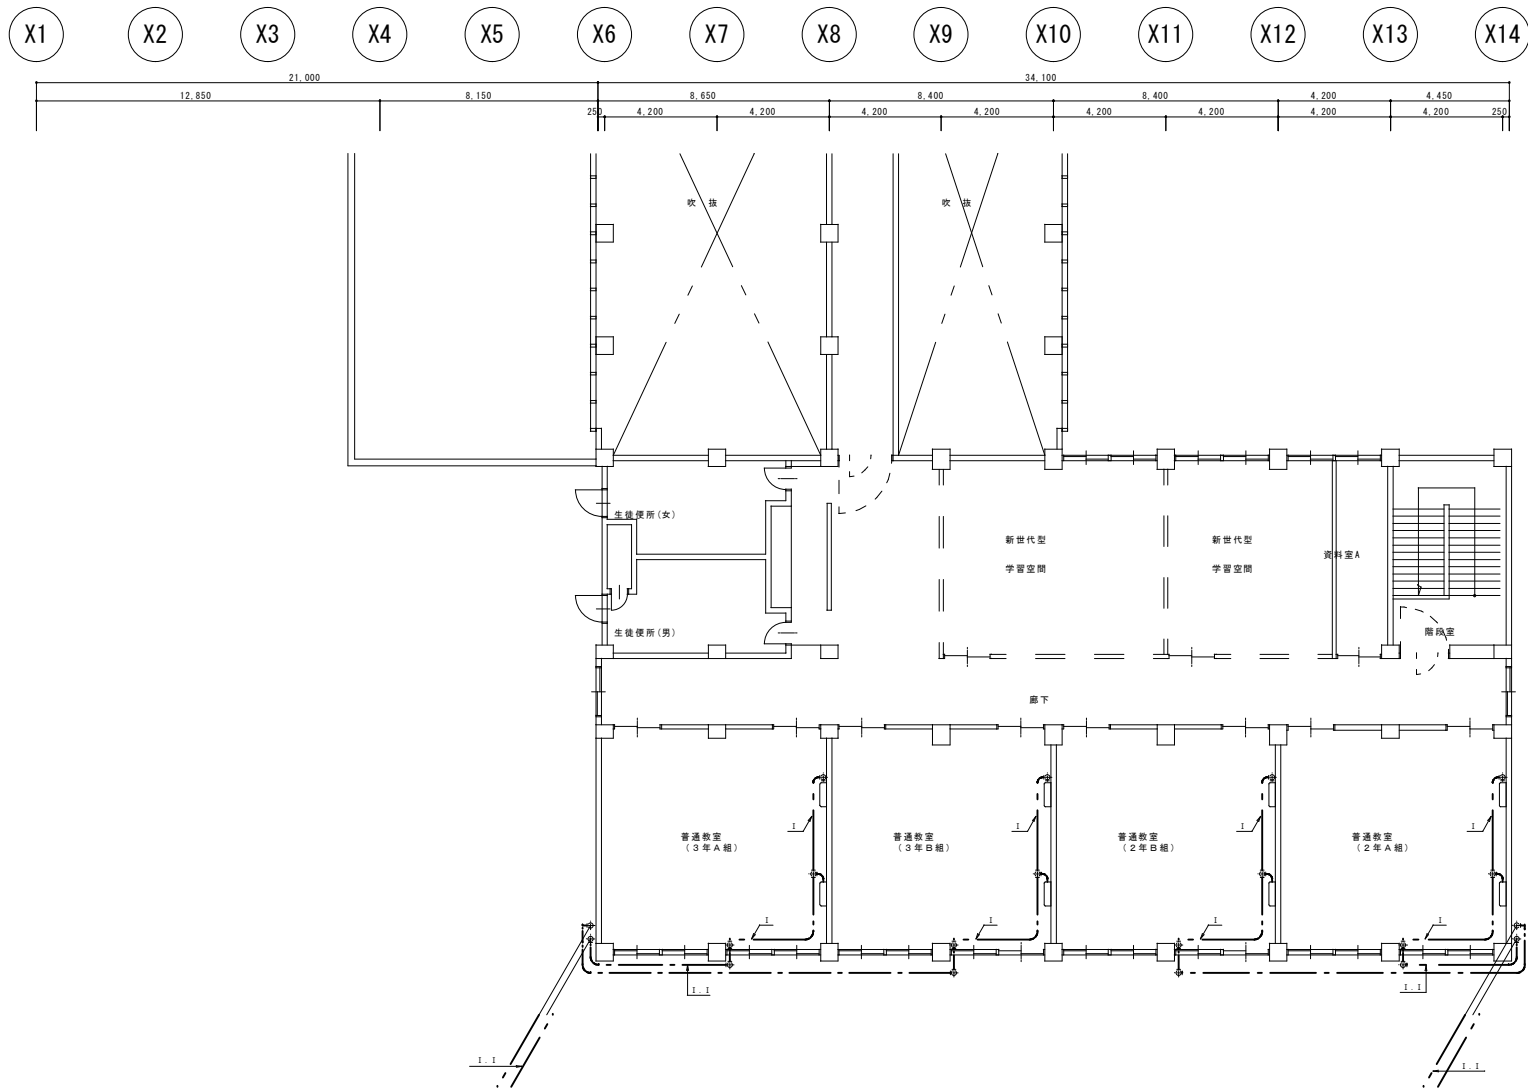 X1 X2 X3 X4 X5 X6 X7 X8 X9 X10 X11 X12 X13 X14
21,000 34,100
12,850 8,150 8,650 8,400 8,400 4,200 4,450
250 4,200 4,200 4,200 4,200 4,200 4,200 4,200 4,200 250
吹 抜 吹 抜
生徒便所(女)
新世代型 新世代型
資料室A
学習空間 学習空間
生徒便所(男) 階段室
廊下
I I I I
普通教室 普通教室 普通教室 普通教室
(3年A組) (3年B組) (2年B組) (2年A組)
I I I I
I.I I.I
I.I I.I